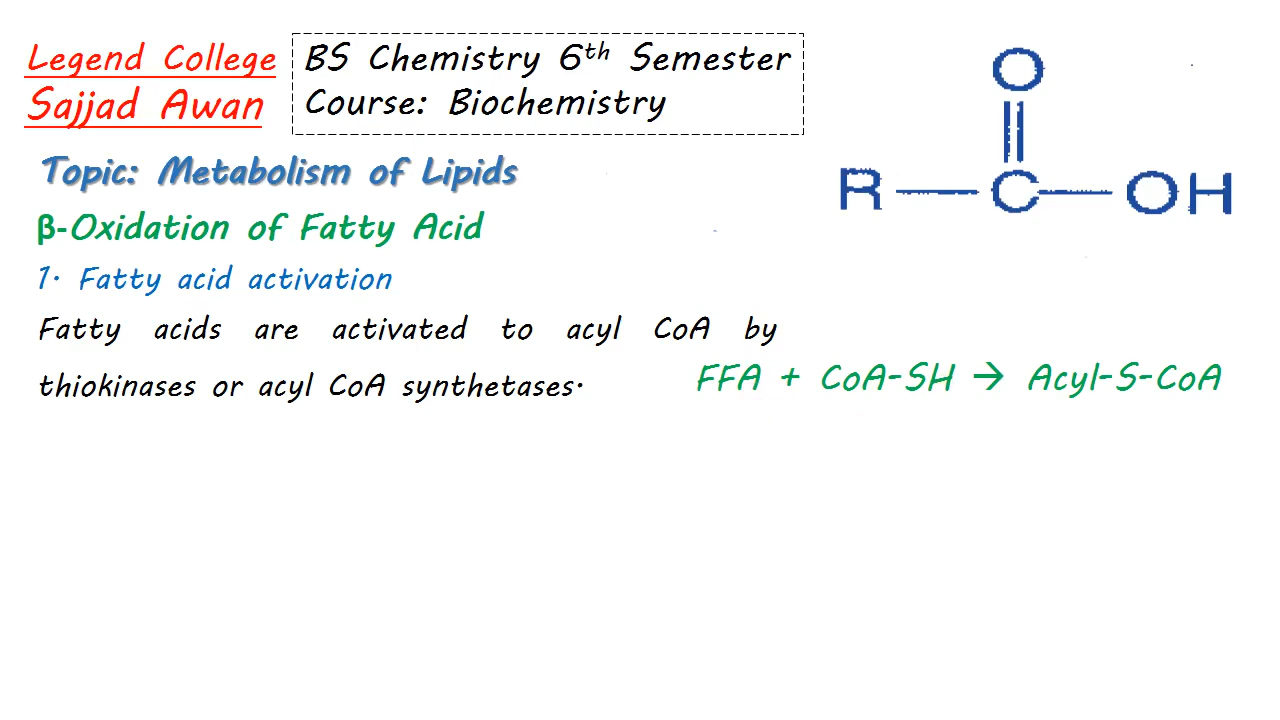 Legend College
Sajjad Awan
BS Chemistry 6th Semester
Course: Biochemistry
Topic: Metabolism of Lipids
β-Oxidation of Fatty Acid
1. Fatty acid activation
Fatty acids are activated to acyl CoA by
thiokinases or acyl CoA synthetases.
FFA + CoA-SH → Acyl-S-CoA
O
R — C — OH